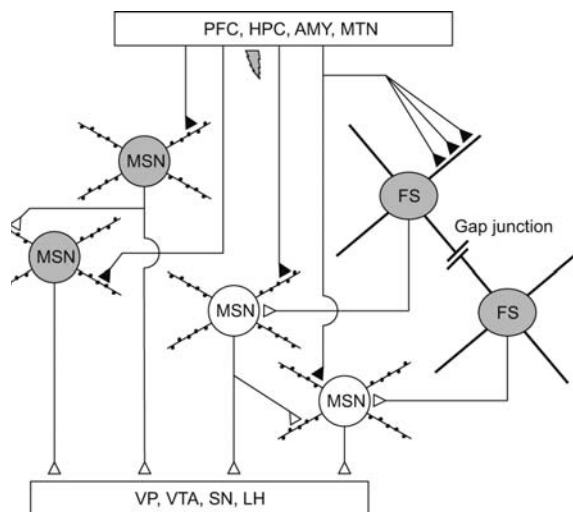 PFC, HPC, AMY, MTN
MSN
FS
Gap junction
MSN
MSN
FS
MSN
VP, VTA, SN, LH